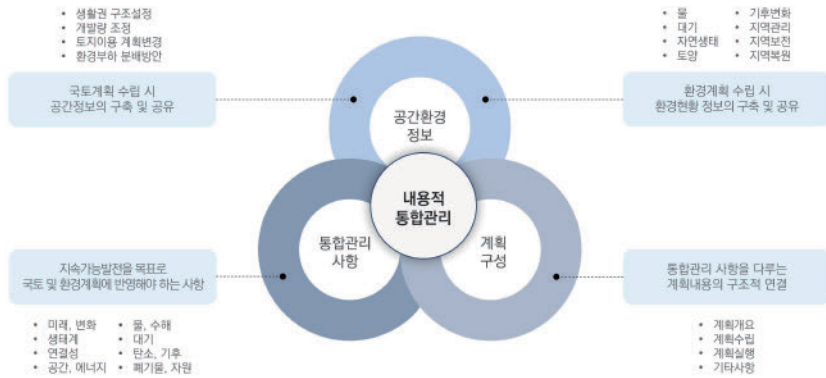 • 생활권 구조설정
• 개발량 조정
• 토지이용 계획변경
• 환경부하 분배방안
국토계획 수립 시
공간정보의 구축 및 공유
• 물
• 대기
• 자연생태
• 토양
• 기후변화
• 지역관리
• 지역보전
• 지역복원
환경계획 수립 시
환경현황 정보의 구축 및 공유
공간환경
정보
내용적
통합관리
통합관리
사항
계획
구성
지속가능발전을 목표로
국토 및 환경계획에 반영해야 하는 사항
• 미래, 변화
• 생태계
• 연결성
• 공간, 에너지
• 물, 수해
• 대기
• 탄소, 기후
• 폐기물, 자원
통합관리 사항을 다루는
계획내용의 구조적 연결
• 계획개요
• 계획수립
• 계획실행
• 기타사항